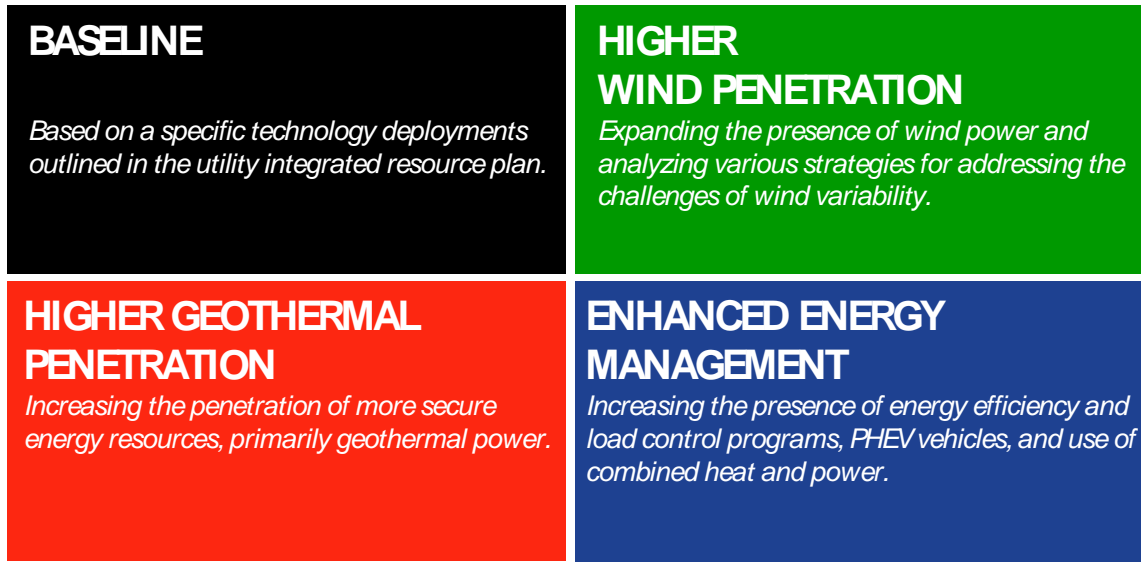 BASELINE
Based on a specific technology deployments
outlined in the utility integrated resource plan.
HIGHER
WIND PENETRATION
Expanding the presence of wind power and
analyzing various strategies for addressing the
challenges of wind variability.
HIGHER GEOTHERMAL
PENETRATION
Increasing the penetration of more secure
energy resources, primarily geothermal power.
ENHANCED ENERGY
MANAGEMENT
Increasing the presence of energy efficiency and
load control programs, PHEV vehicles, and use of
combined heat and power.